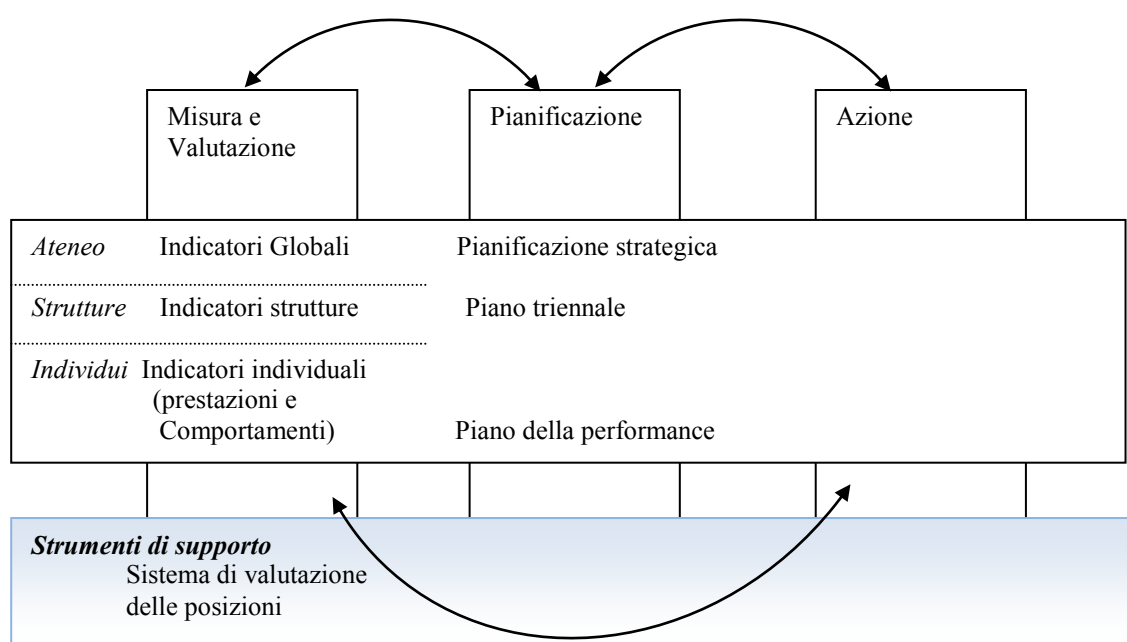 Misura e Valutazione
Pianificazione
Azione
Ateneo Indicatori Globali Pianificazione strategica
Strutture Indicatori strutture Piano triennale
Individui Indicatori individuali
(prestazioni e
Comportamenti) Piano della performance
Strumenti di supporto
Sistema di valutazione
delle posizioni